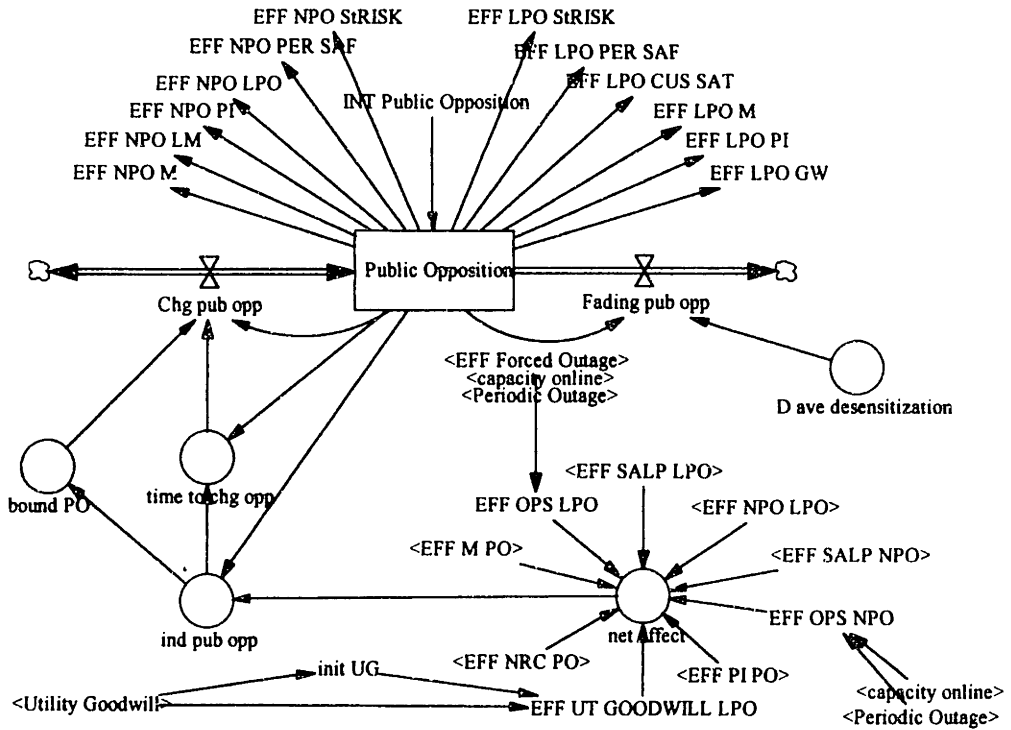 EFF NPO StRISK
EFF LPO StRISK
EFF NPO PER SAF
EFF LPO PER SAF
EFF NPO LPO
EFF LPO CUS SAT
INT Public Opposition
EFF NPO PI
EFF LPO M
EFF NPO LM
EFF LPO PI
EFF NPO M
EFF LPO GW
Public Opposition
Chg pub opp
Fading pub opp
<EFF Forced Outage>
<capacity online>
<Periodic Outage>
D ave desensitization
bound PO
time to chg opp
<EFF SALP LPO>
EFF OPS LPO
<EFF NPO LPO>
<EFF M PO>
<EFF SALP NPO>
EFF OPS NPO
ind pub opp
net Affect
<EFF NRC PO>
<EFF PI PO>
init UG
<Utility Goodwill>
EFF UT GOODWILL LPO
<capacity online>
<Periodic Outage>